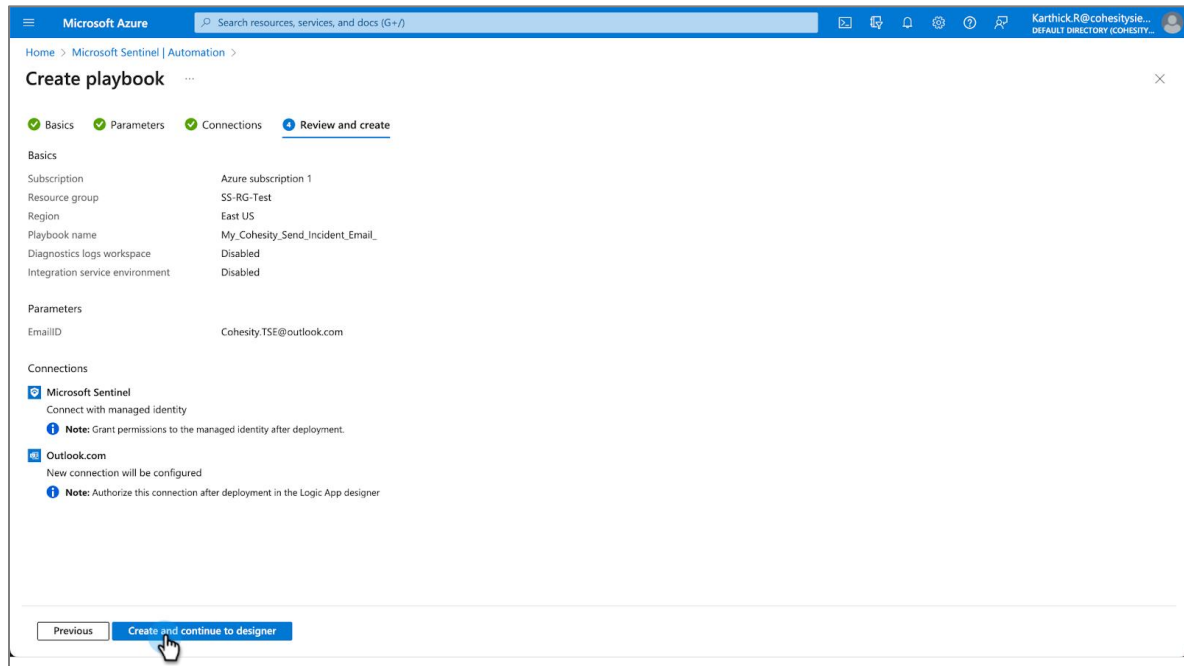 Microsoft Azure
Search resources, services, and docs (G+/)
Karthick.R@cohesitysie...
DEFAULT DIRECTORY (COHESITY...
Home > Microsoft Sentinel | Automation >
Create playbook ...
Basics
Parameters
Connections
4 Review and create
Basics
Subscription Azure subscription 1
Resource group SS-RG-Test
Region East US
Playbook name My_Cohesity_Send_Incident_Email_
Diagnostics logs workspace Disabled
Integration service environment Disabled
Parameters
EmailID Cohesity.TSE@outlook.com
Connections
Microsoft Sentinel
Connect with managed identity
Note: Grant permissions to the managed identity after deployment.
Outlook.com
New connection will be configured
Note: Authorize this connection after deployment in the Logic App designer
Previous
Create and continue to designer